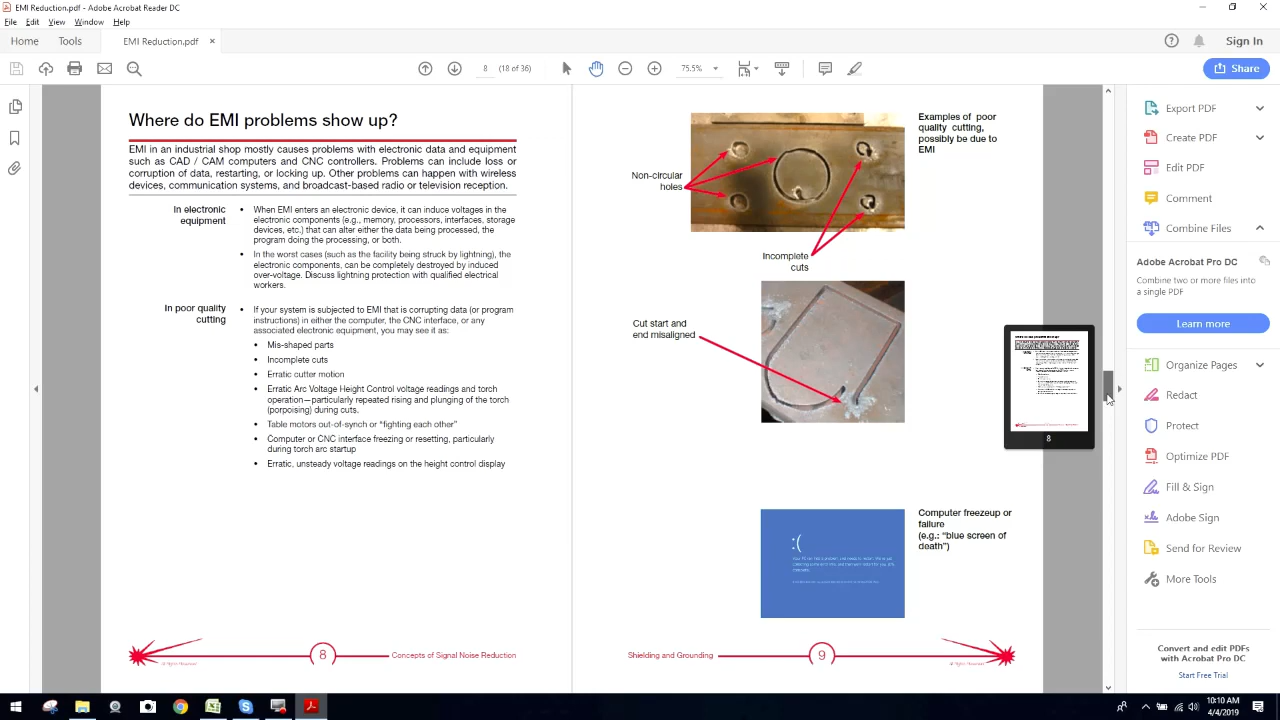 EMI Reduction.pdf - Adobe Acrobat Reader DC
File Edit View Window Help
Home Tools EMI Reduction.pdf ×
Sign In
8 (18 of 36) 75.5% Share
Where do EMI problems show up?
EMI in an industrial shop mostly causes problems with electronic data and equipment
such as CAD / CAM computers and CNC controllers. Problems can include loss or
corrupon of data, restarting, or locking up. Other problems can happen with wireless
devices, communication systems, and broadcast-based radio or television reception.
In electronic
equipment
• When EMI enters an electronic device, it can induce voltages in the
electronic components (e.g., memory, processors, interfaces, storage
devices, etc.) that can alter either the data being processed, the
program doing the processing, or both.
• In the worst cases (such as the facility being struck by lightning), the
electronic components, can be completely destroyed by induced
over-voltage. Discuss lightning protection with qualified electrical
workers.
In poor quality
cutting
• If your system is subjected to EMI that is corrupting data (or program
instructions) in either the computer, the CNC interface, or any
associated electronic equipment, you may see it as:
• Mis-shaped parts
• Incomplete cuts
• Erratic cutter motion
• Erratic Arc Voltage Height Control voltage readings and torch
operation—particularly repeated rising and plunging of the torch
(porpoising) during cuts.
• Table motors out-of-synch or “fighting each other”
• Computer or CNC interface freezing or resetting, particularly
during torch arc startup
• Erratic, unsteady voltage readings on the height control display
8 Concepts of Signal Noise Reduction
Examples of poor
quality cutting,
possibly be due to
EMI
Non-circular
holes
Incomplete
cuts
Cut start and
end misaligned
Computer freezeup or
failure
(e.g.: “blue screen of
death”)
:(
Shielding and Grounding 9
8
Export PDF
Create PDF
Edit PDF
Comment
Combine Files
Adobe Acrobat Pro DC
Combine two or more files into
a single PDF
Learn more
Organize Pages
Redact
Protect
Optimize PDF
Fill & Sign
Adobe Sign
Send for Review
More Tools
Convert and edit PDFs
with Acrobat Pro DC
Start Free Trial
10:10 AM
4/4/2019